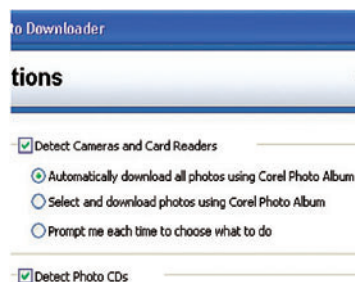 to Downloader
tions
Detect Cameras and Card Readers
Automatically download all photos using Corel Photo Album
Select and download photos using Corel Photo Album
Prompt me each time to choose what to do
Detect Photo CDs